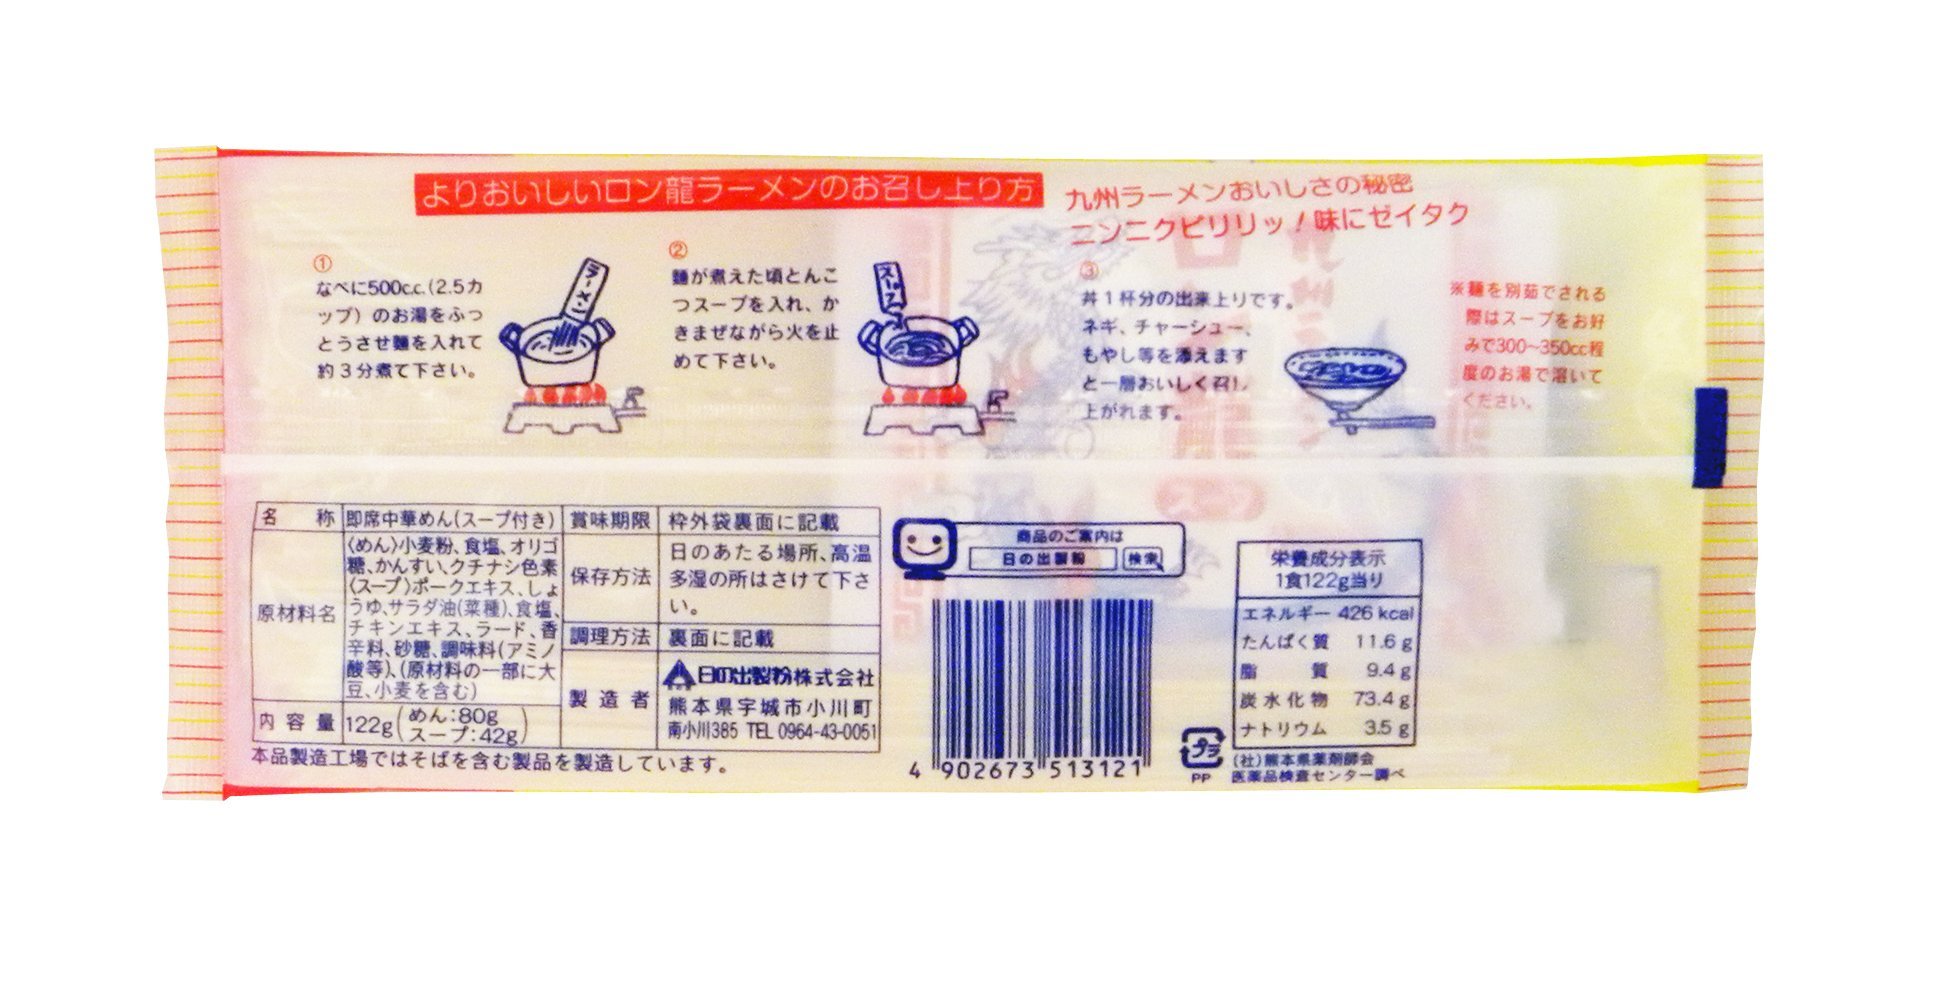 よりおいしいロン龍ラーメンのお召し上り方
九州ラーメンおいしさの秘密
ニンニクピリリッ!味にゼイタク
①
なべに500c.c.(2.5カ
ップ)のお湯をふっ
とうさせ麺を入れて
約3分煮て下さい。
ラーメン
②
麺が煮えた頃とんこ
つスープを入れ、か
きまぜながら火を止
めて下さい。
スープ
③
丼1杯分の出来上りです。
ネギ、チャーシュー、
もやし等を添えます
と一層おいしく召し
上がれます。
※麺を別茹でされる
際はスープをお好
みで300~350cc程
度のお湯で溶いて
ください。
名称
即席中華めん(スープ付き)
原材料名
〈めん〉小麦粉、食塩、オリゴ
糖、かんすい、クチナシ色素
〈スープ〉ポークエキス、しょ
うゆ、サラダ油(菜種)、食塩、
チキンエキス、ラード、香
辛料、砂糖、調味料(アミノ
酸等)、(原材料の一部に大
豆、小麦を含む)
内容量
122g(めん:80g
スープ:42g)
賞味期限
枠外袋裏面に記載
保存方法
日のあたる場所、高温
多湿の所はさけて下さ
い。
調理方法
裏面に記載
製造者
日の出製粉株式会社
熊本県宇城市小川町
南小川385 TEL 0964-43-0051
本品製造工場ではそばを含む製品を製造しています。
商品のご案内は
日の出製粉 検索
4 902673 513121
プラ
PP
栄養成分表示
1食122g当り
エネルギー 426 kcal
たんぱく質 11.6 g
脂質 9.4 g
炭水化物 73.4 g
ナトリウム 3.5 g
(社)熊本県薬剤師会
医薬品検査センター調べ